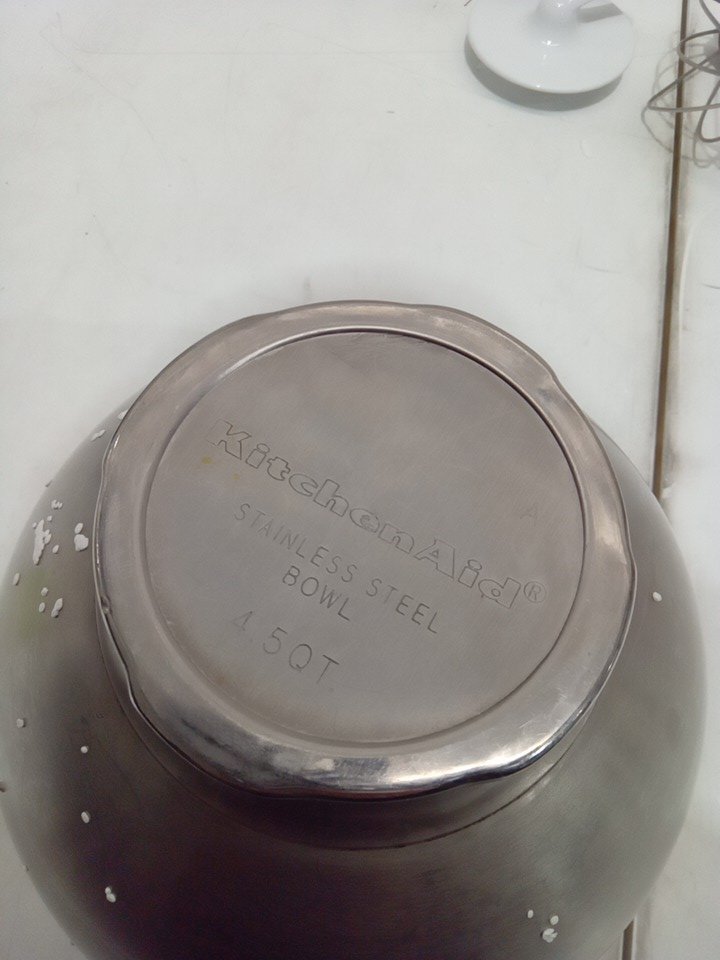 KitchenAid®
STAINLESS STEEL
BOWL
4.5QT